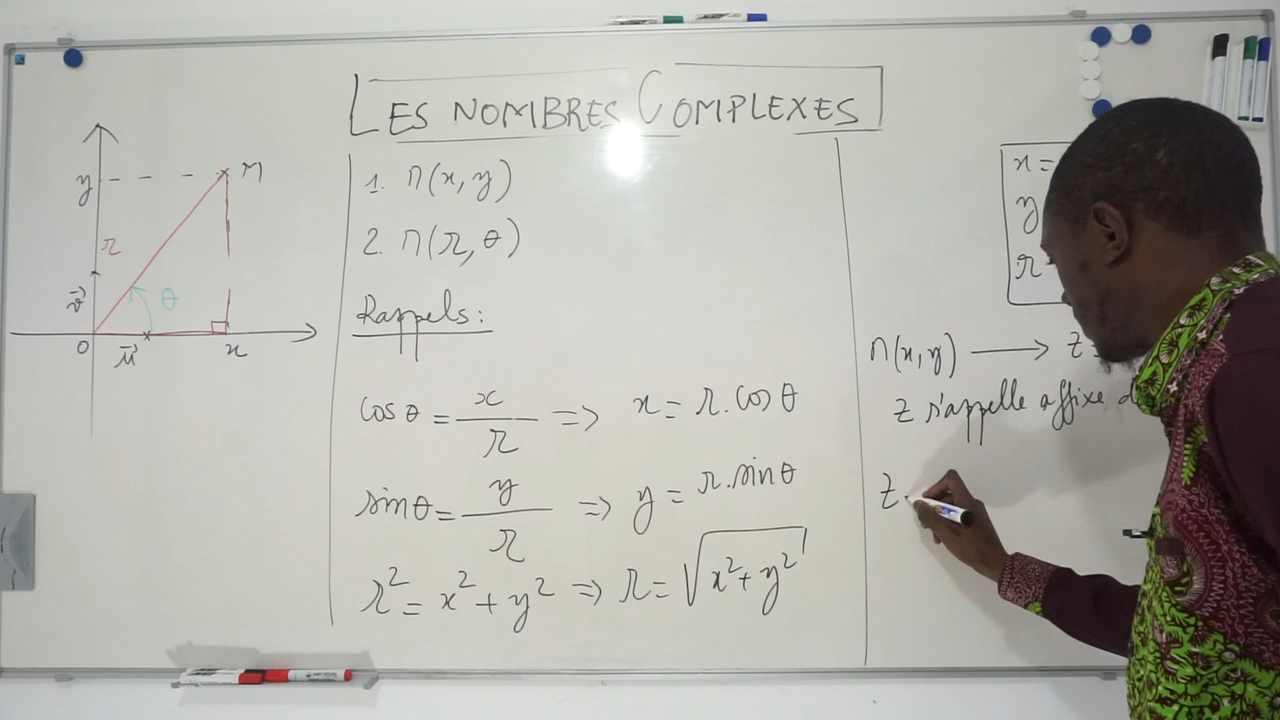 LES NOMBRES COMPLEXES
y
M
r
θ
v⃗
O
u⃗
x
1. M(x, y)
2. M(r, θ)
Rappels:
cos θ = x/r => x = r. cos θ
sin θ = y/r => y = r. sin θ
r² = x² + y² => r = √(x² + y²)
x =
y
r
M(x, y) ⟶ z
z s'appelle affixe
z